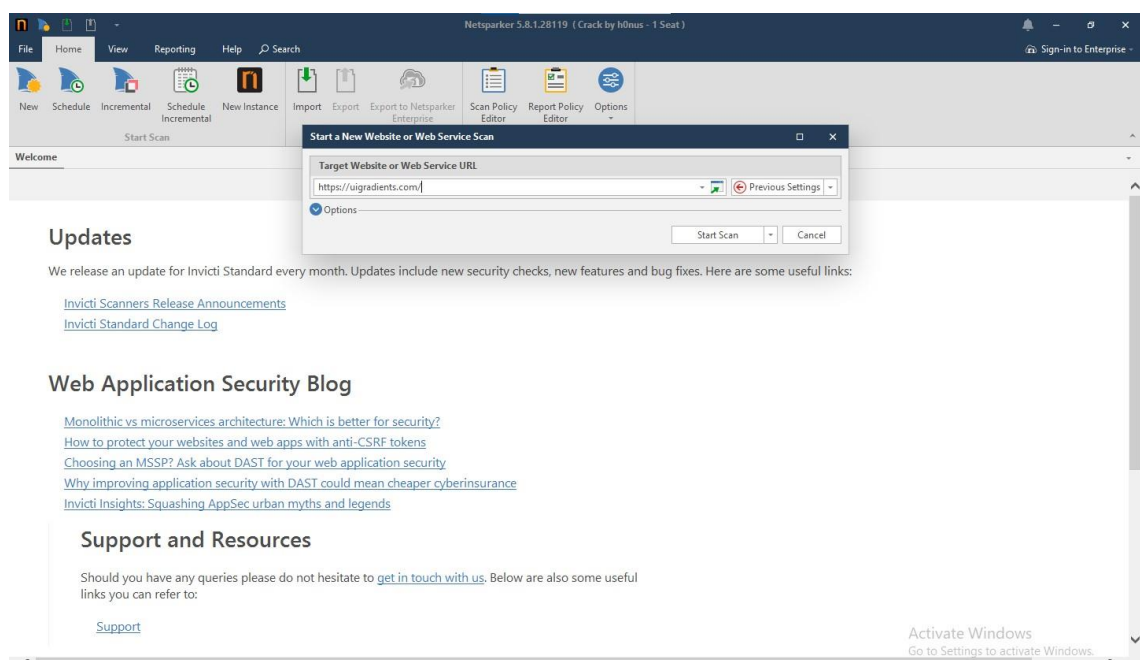 Netsparker 5.8.1.28119 (Crack by h0nus - 1 Seat )
File Home View Reporting Help Search Sign-in to Enterprise
New Schedule Incremental Schedule Incremental New Instance Import Export Export to Netsparker Enterprise Scan Policy Editor Report Policy Editor Options
Start Scan
Start a New Website or Web Service Scan
Welcome
Target Website or Web Service URL
https://uigradients.com/
Previous Settings
Options
Start Scan Cancel
Updates
We release an update for Invicti Standard every month. Updates include new security checks, new features and bug fixes. Here are some useful links:
Invicti Scanners Release Announcements
Invicti Standard Change Log
Web Application Security Blog
Monolithic vs microservices architecture: Which is better for security?
How to protect your websites and web apps with anti-CSRF tokens
Choosing an MSSP? Ask about DAST for your web application security
Why improving application security with DAST could mean cheaper cyberinsurance
Invicti Insights: Squashing AppSec urban myths and legends
Support and Resources
Should you have any queries please do not hesitate to get in touch with us. Below are also some useful
links you can refer to:
Support
Activate Windows
Go to Settings to activate Windows.